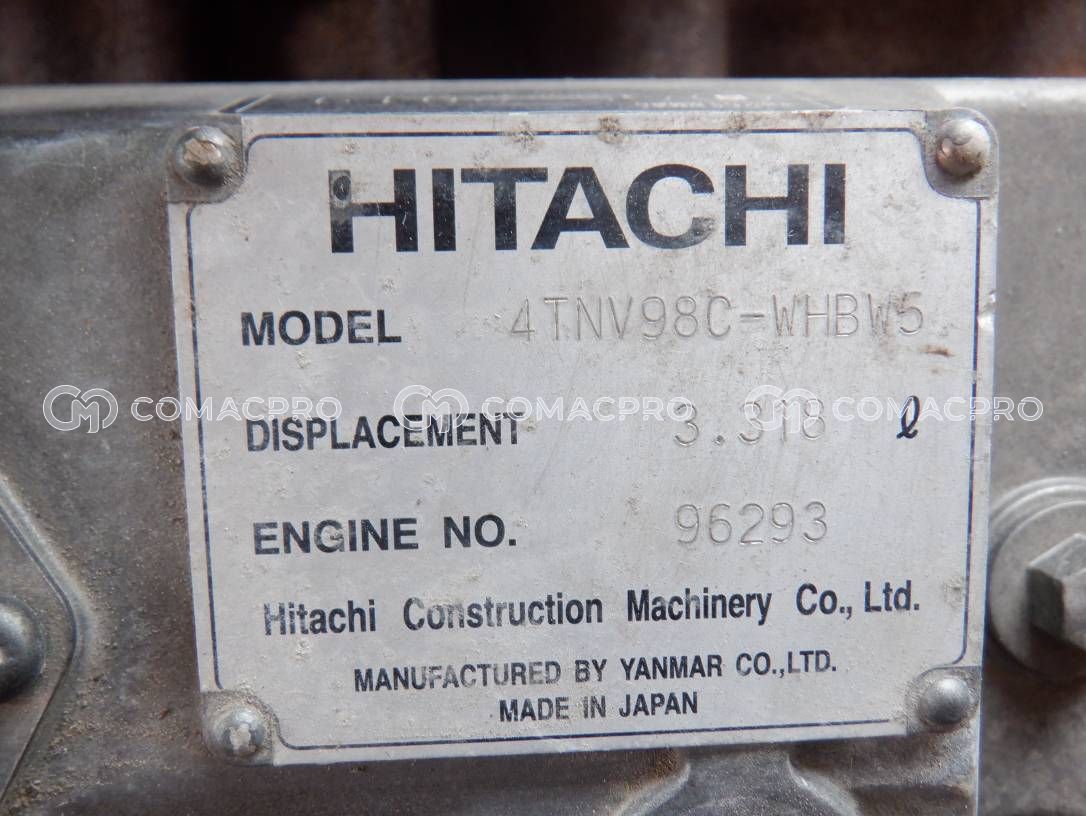 HITACHI
MODEL 4TNV98C-WHBW5
DISPLACEMENT 3.318 ℓ
ENGINE NO. 96293
Hitachi Construction Machinery Co., Ltd.
MANUFACTURED BY YANMAR CO.,LTD.
MADE IN JAPAN
COMACPRO COMACPRO COMACPRO